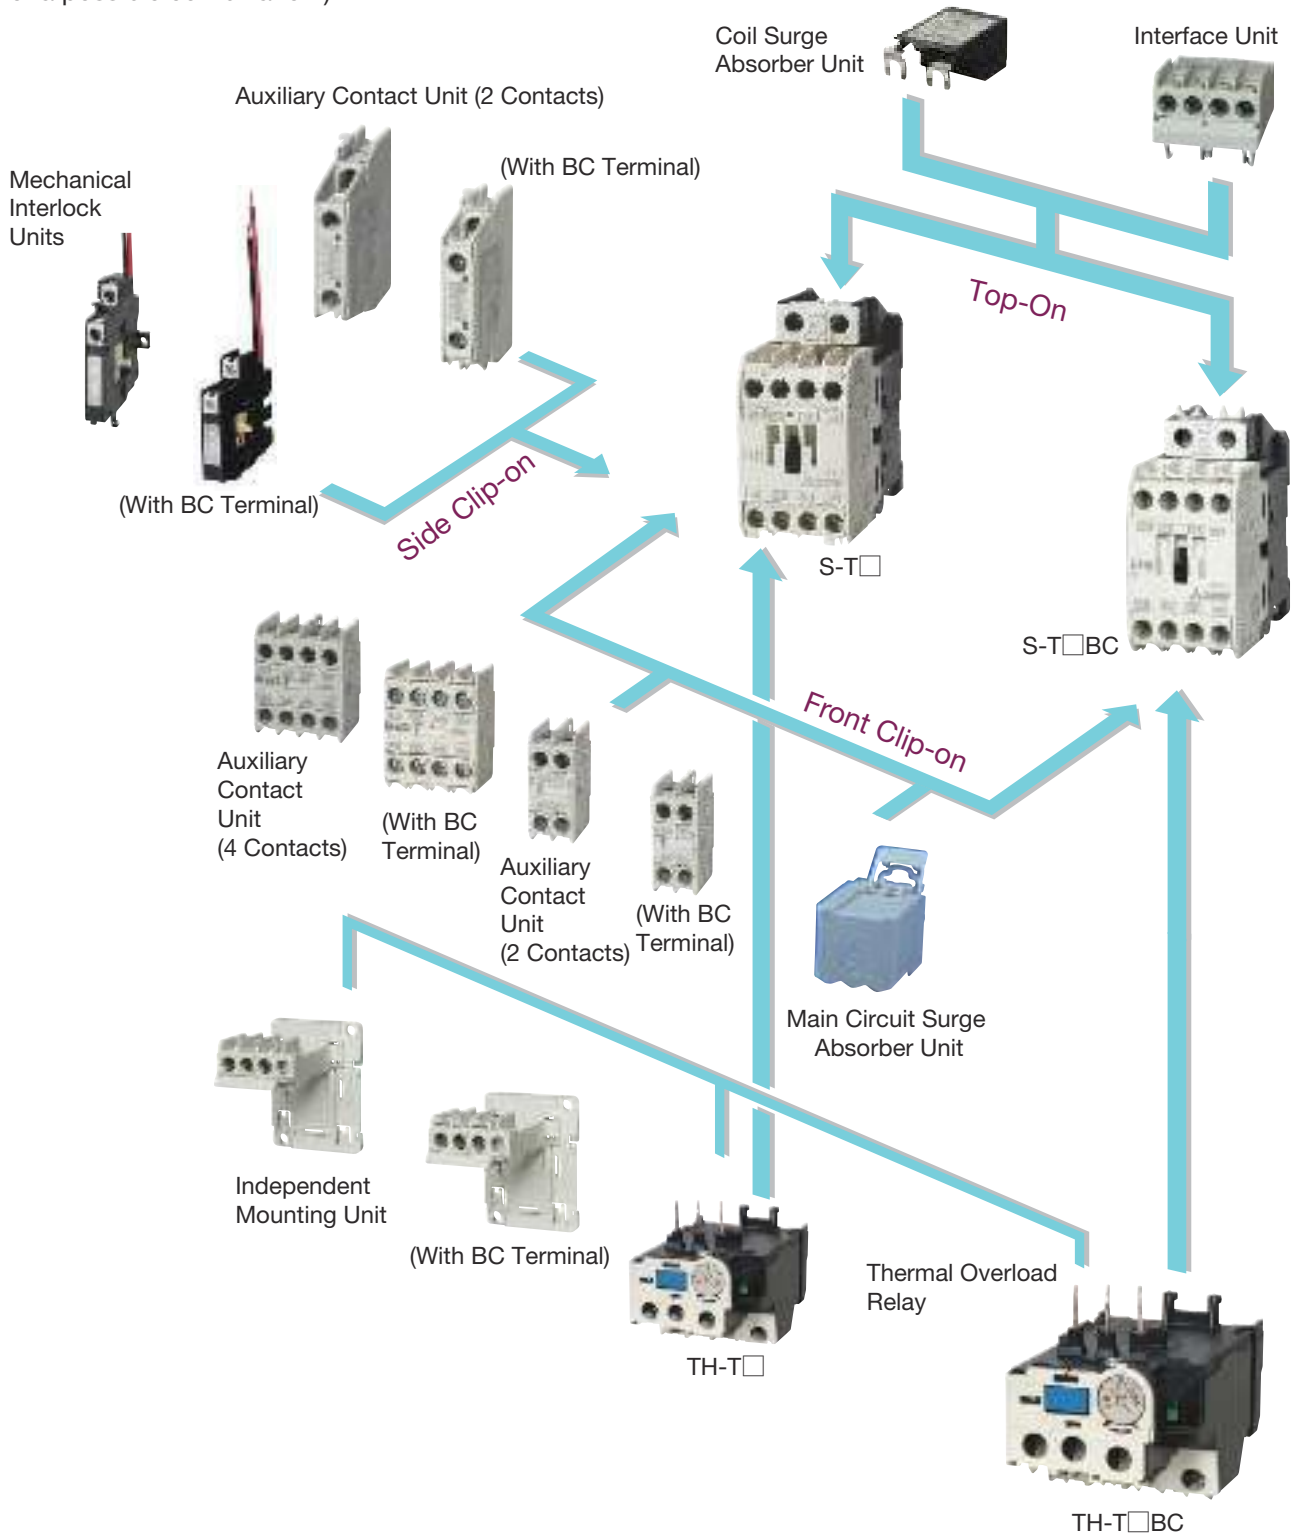 Coil Surge
Absorber Unit
Interface Unit
Auxiliary Contact Unit (2 Contacts)
(With BC Terminal)
Mechanical
Interlock
Units
Top-On
(With BC Terminal)
Side Clip-on
S-T□
S-T□BC
Front Clip-on
Auxiliary
Contact
Unit
(4 Contacts)
(With BC
Terminal)
Auxiliary
Contact
Unit
(2 Contacts)
(With BC
Terminal)
Main Circuit Surge
Absorber Unit
Independent
Mounting Unit
(With BC Terminal)
Thermal Overload
Relay
TH-T□
TH-T□BC